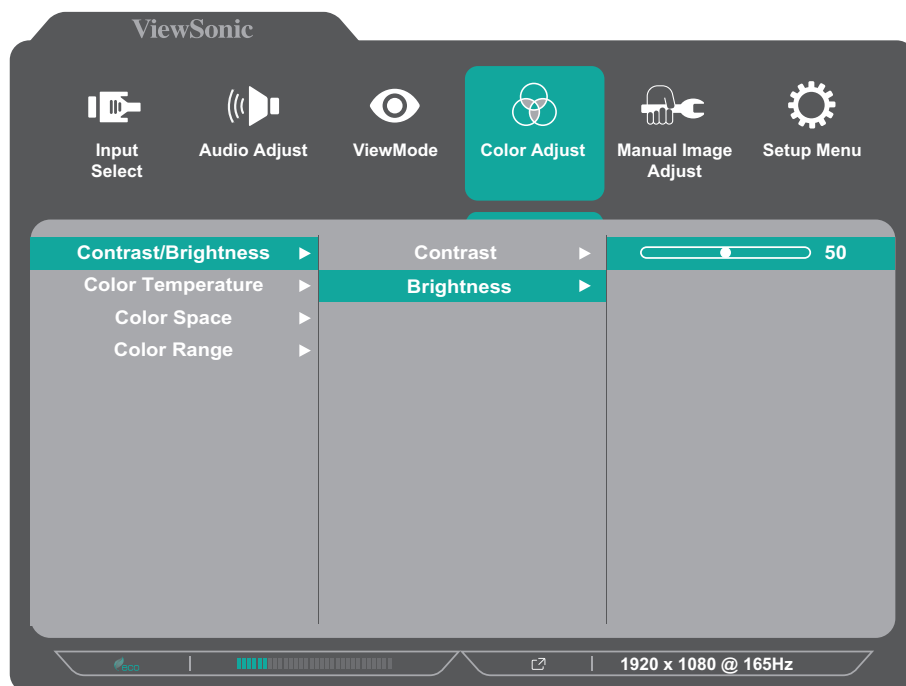 ViewSonic
Input Select
Audio Adjust
ViewMode
Color Adjust
Manual Image Adjust
Setup Menu
Contrast/Brightness
Contrast
50
Color Temperature
Brightness
Color Space
Color Range
eco
1920 x 1080 @ 165Hz